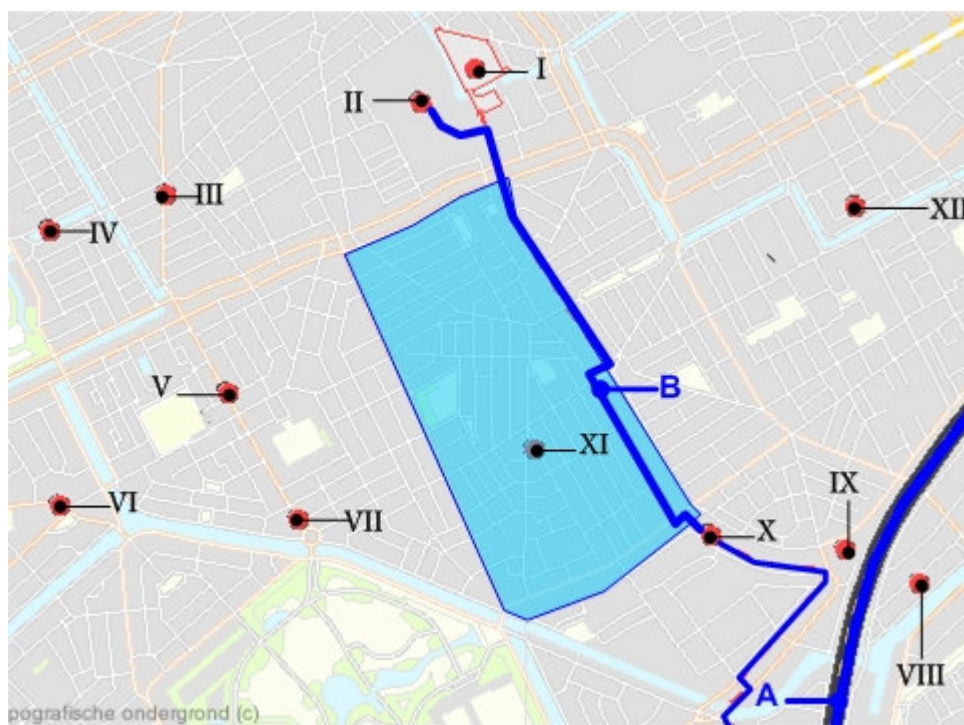 I
II
III
IV
XII
V
B
XI
VI
VII
IX
X
VIII
A
pografische ondergrond (c)